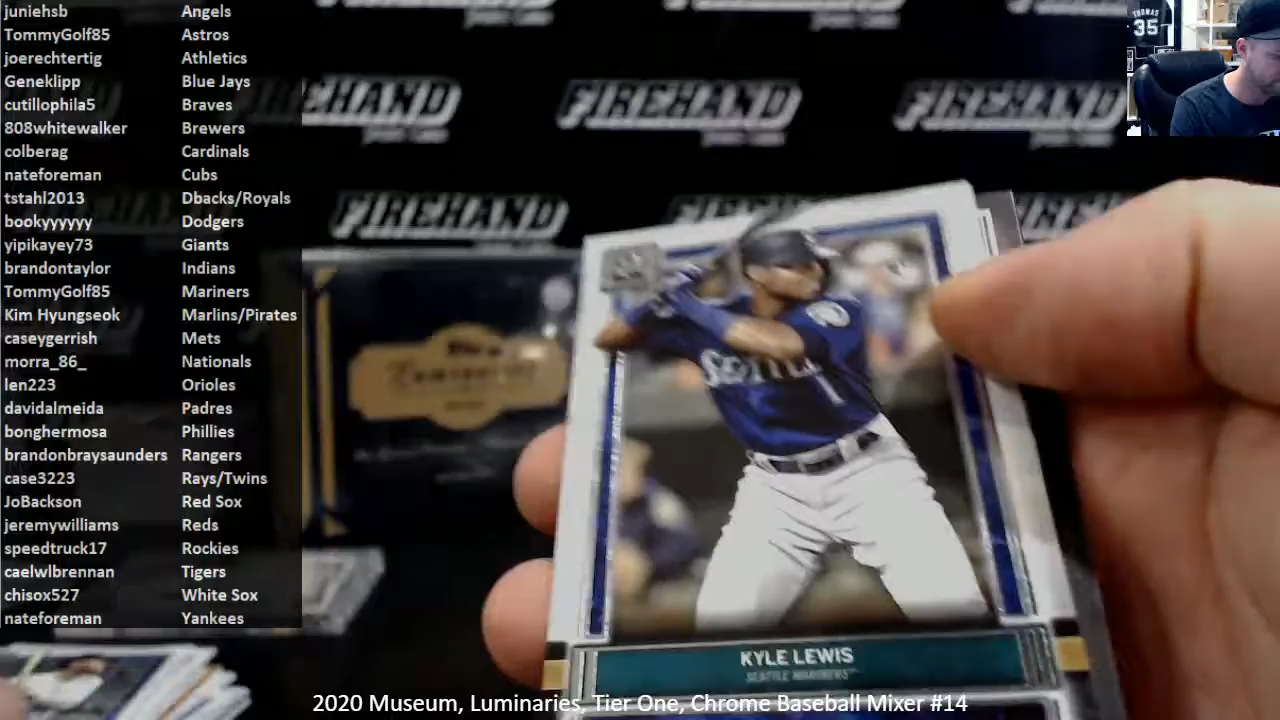 juniehsb Angels
TommyGolf85 Astros
joerechtertig Athletics
Geneklipp Blue Jays
cutillophila5 Braves
808whitewalker Brewers
colberag Cardinals
nateforeman Cubs
tstahl2013 Dbacks/Royals
bookyyyyy Dodgers
yipikayey73 Giants
brandontaylor Indians
TommyGolf85 Mariners
Kim Hyungseok Marlins/Pirates
caseygerrish Mets
morra_86_ Nationals
len223 Orioles
davidalmeida Padres
bonghermosa Phillies
brandonbraysaunders Rangers
case3223 Rays/Twins
JoBackson Red Sox
jeremywilliams Reds
speedtruck17 Rockies
caelwlbrennan Tigers
chisox527 White Sox
nateforeman Yankees
THOMAS
35
FIREHAND
FIREHAND
FIREHAND
FIREHAND
SEATTLE
1
KYLE LEWIS
SEATTLE MARINERS
2020 Museum, Luminaries, Tier One, Chrome Baseball Mixer #14